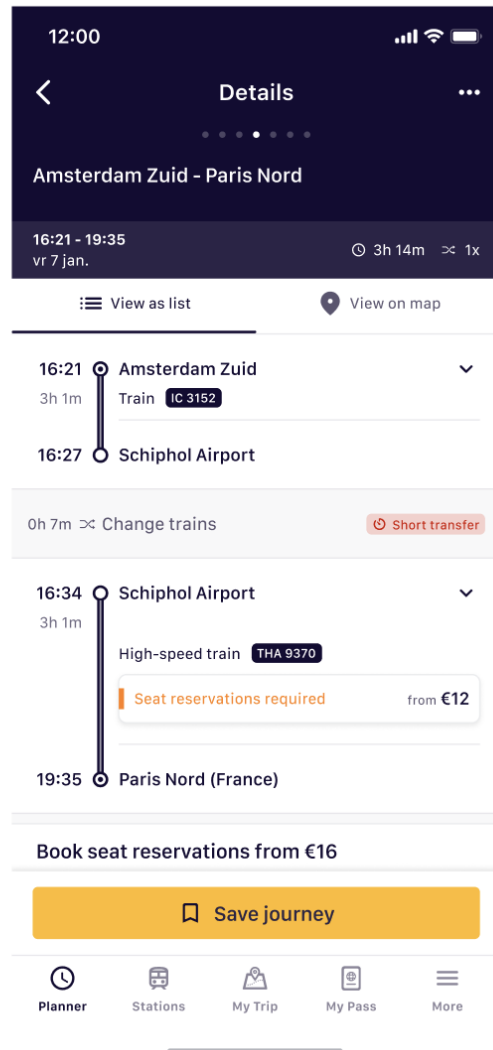 12:00
Details
Amsterdam Zuid - Paris Nord
16:21 - 19:35
vr 7 jan.
3h 14m 1x
View as list View on map
16:21 Amsterdam Zuid
3h 1m Train IC 3152
16:27 Schiphol Airport
0h 7m Change trains Short transfer
16:34 Schiphol Airport
3h 1m
High-speed train THA 9370
Seat reservations required from €12
19:35 Paris Nord (France)
Book seat reservations from €16
Save journey
Planner Stations My Trip My Pass More